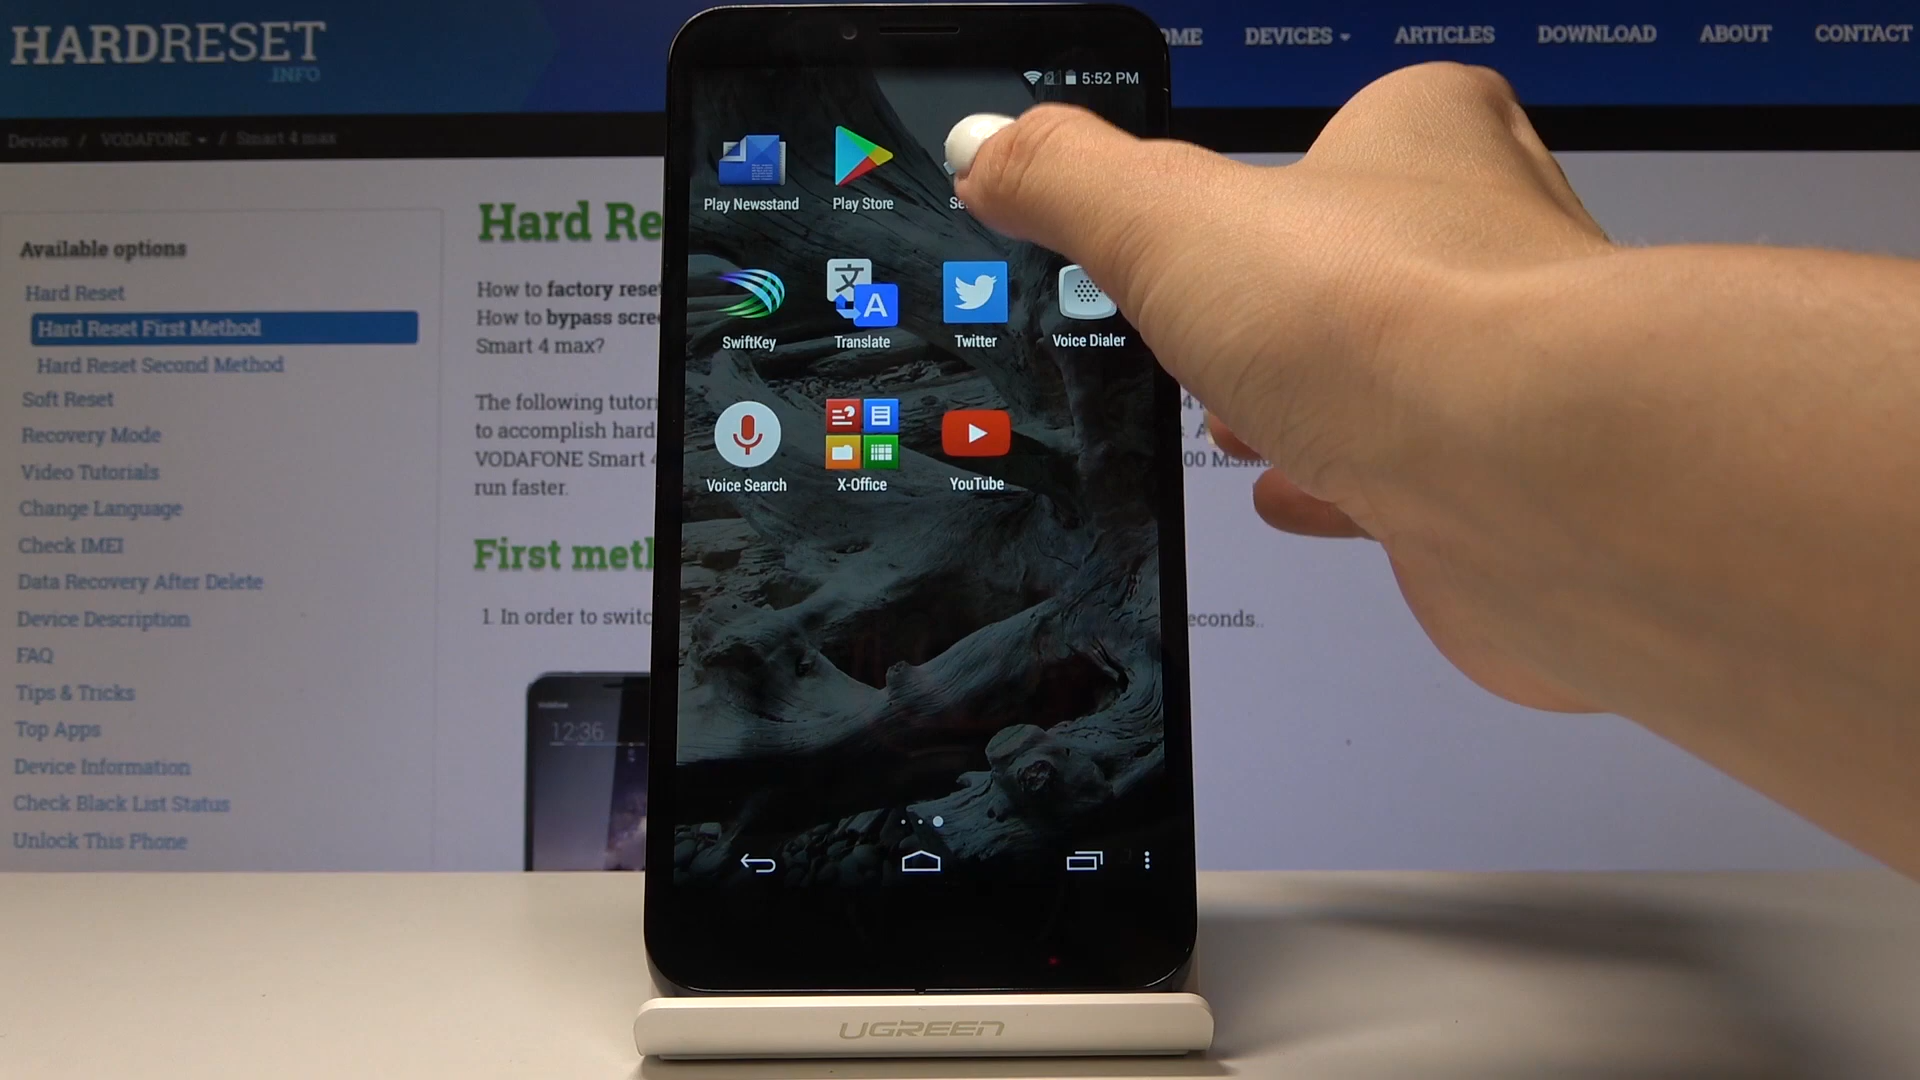 HARDRESET
.INFO
DEVICES
ARTICLES
DOWNLOAD
ABOUT
CONTACT
Devices / VODAFONE / Smart 4 max
5:52 PM
Play Newsstand
Play Store
SwiftKey
Translate
Twitter
Voice Dialer
Voice Search
X-Office
YouTube
Available options
Hard Reset
Hard Reset First Method
Hard Reset Second Method
Soft Reset
Recovery Mode
Video Tutorials
Change Language
Check IMEI
Data Recovery After Delete
Device Description
FAQ
Tips & Tricks
Top Apps
Device Information
Check Black List Status
Unlock This Phone
Hard Re
How to factory reset
How to bypass scre
Smart 4 max?
The following tutor
to accomplish hard
VODAFONE Smart 4
run faster.
First meth
1. In order to switc
econds..
12:36
UGREEN